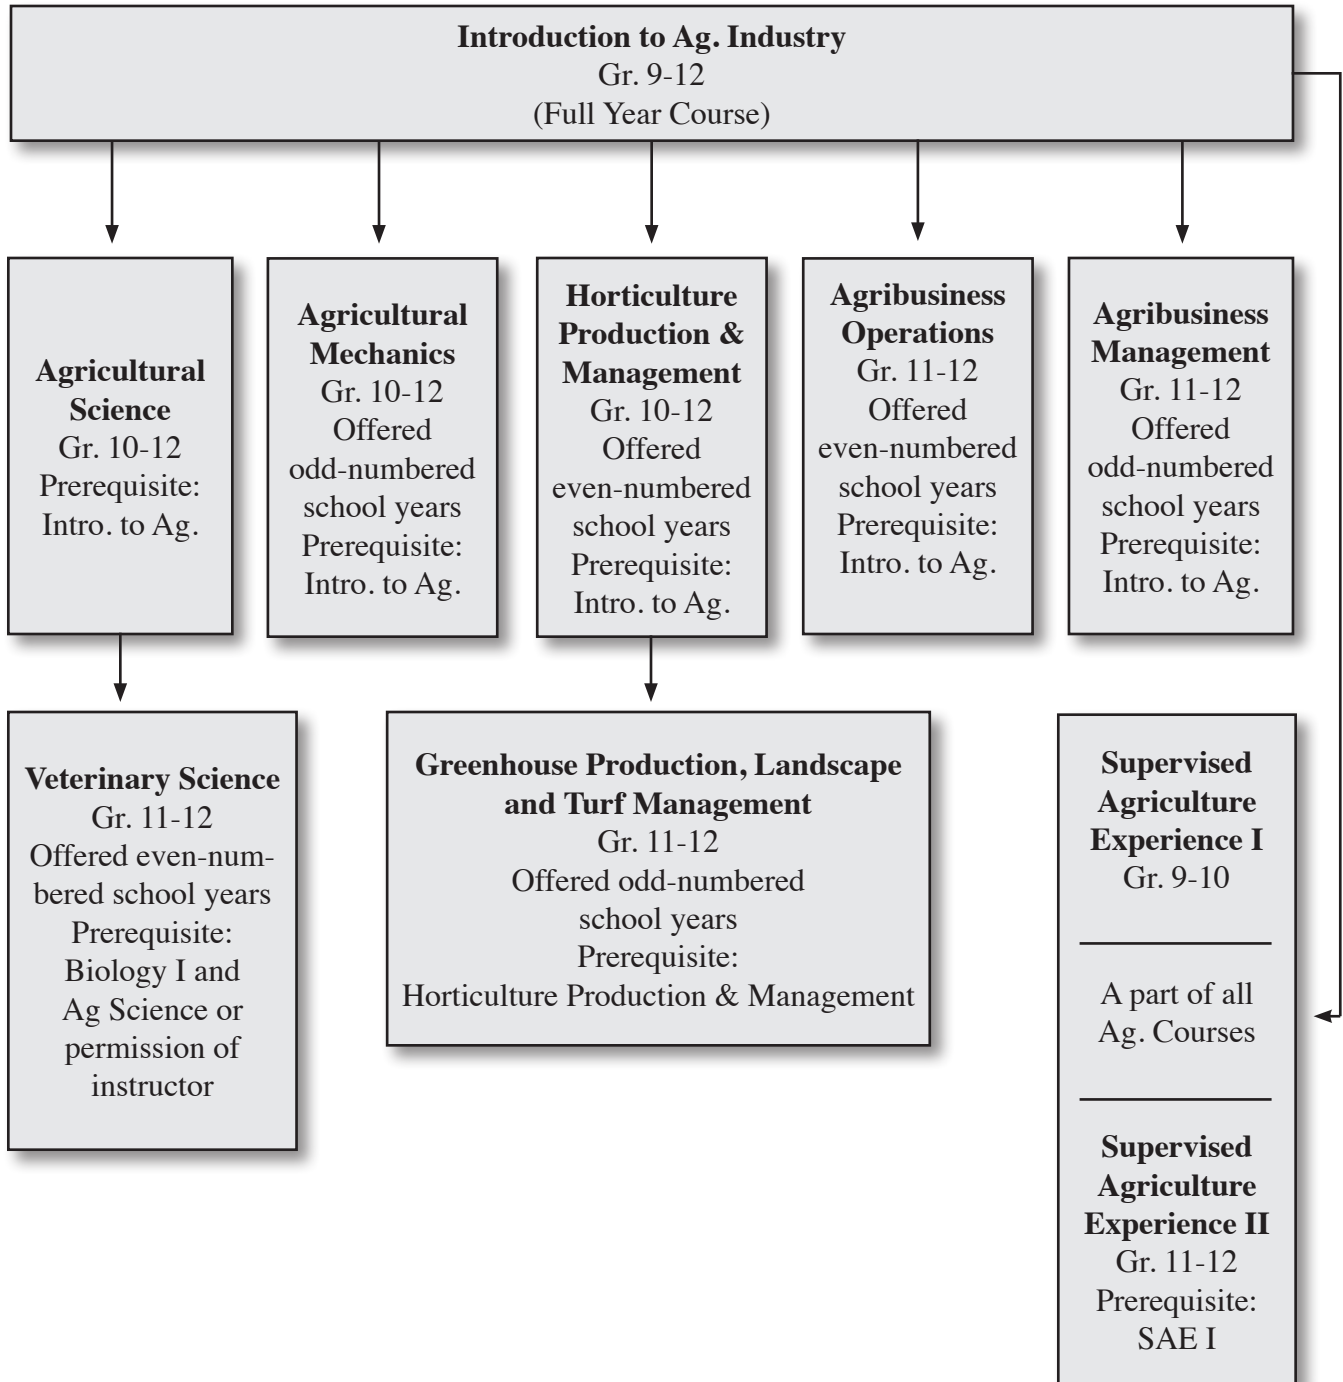 Introduction to Ag. Industry
Gr. 9-12
(Full Year Course)
Agricultural
Science
Gr. 10-12
Prerequisite:
Intro. to Ag.
Agricultural
Mechanics
Gr. 10-12
Offered
odd-numbered
school years
Prerequisite:
Intro. to Ag.
Horticulture
Production &
Management
Gr. 10-12
Offered
even-numbered
school years
Prerequisite:
Intro. to Ag.
Agribusiness
Operations
Gr. 11-12
Offered
even-numbered
school years
Prerequisite:
Intro. to Ag.
Agribusiness
Management
Gr. 11-12
Offered
odd-numbered
school years
Prerequisite:
Intro. to Ag.
Veterinary Science
Gr. 11-12
Offered even-num-
bered school years
Prerequisite:
Biology I and
Ag Science or
permission of
instructor
Greenhouse Production, Landscape
and Turf Management
Gr. 11-12
Offered odd-numbered
school years
Prerequisite:
Horticulture Production & Management
Supervised
Agriculture
Experience I
Gr. 9-10
A part of all
Ag. Courses
Supervised
Agriculture
Experience II
Gr. 11-12
Prerequisite:
SAE I